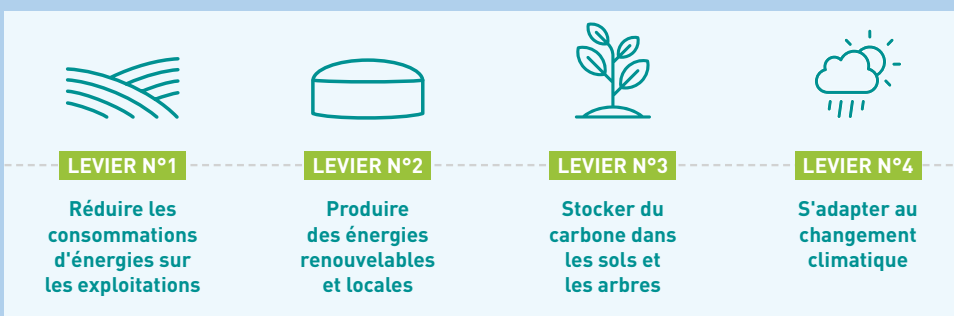 LEVIER N°1
Réduire les
consommations
d'énergies sur
les exploitations
LEVIER N°2
Produire
des énergies
renouvelables
et locales
LEVIER N°3
Stocker du
carbone dans
les sols et
les arbres
LEVIER N°4
S'adapter au
changement
climatique